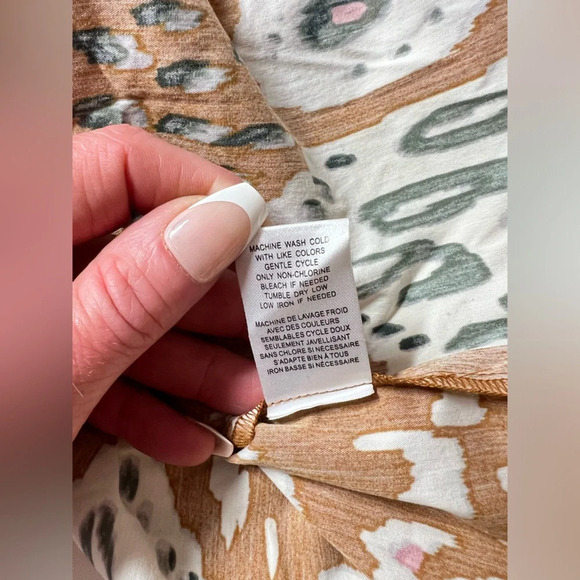 MACHINE WASH COLD
WITH LIKE COLORS
GENTLE CYCLE
ONLY NON-CHLORINE
BLEACH IF NEEDED
TUMBLE DRY LOW
LOW IRON IF NEEDED
MACHINE DE LAVAGE FROID
AVEC DES COULEURS
SEMBLABLES CYCLE DOUX
SEULEMENT JAVELLISANT
SANS CHLORE SI NÉCESSAIRE
S'ADAPTE BIEN À TOUS
IRON BASSE SI NÉCESSAIRE